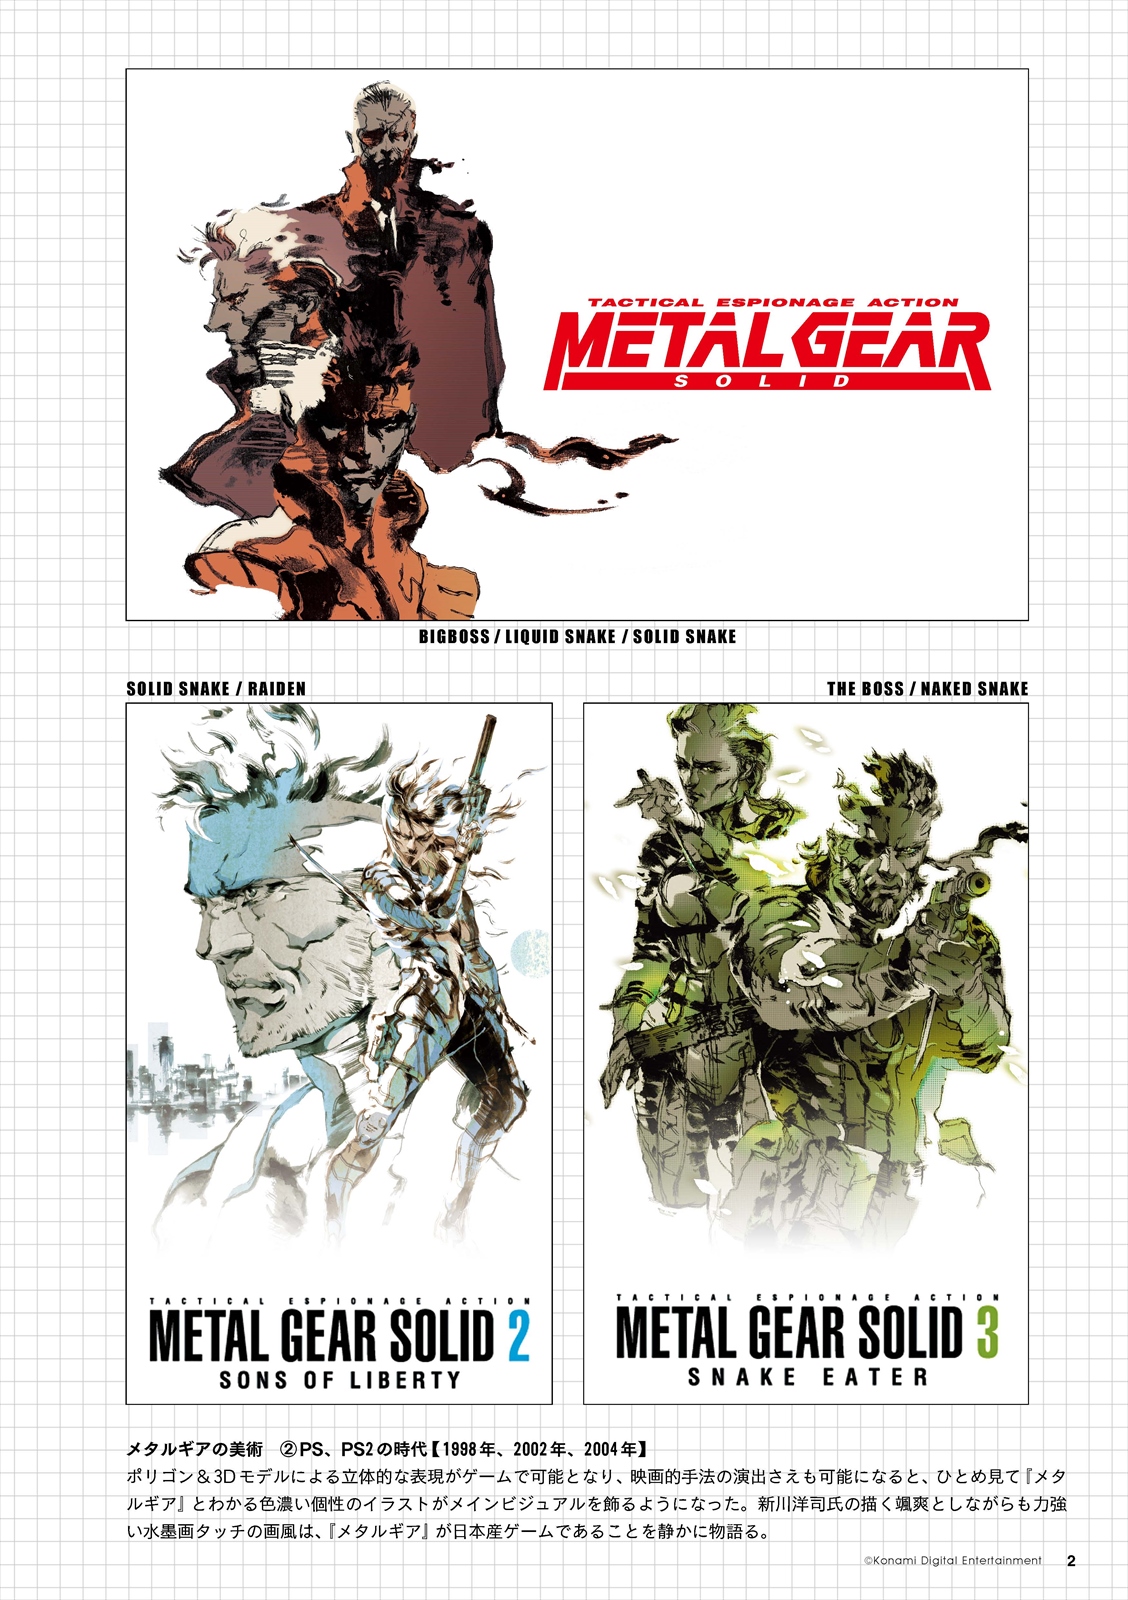 TACTICAL ESPIONAGE ACTION
METAL GEAR
SOLID
BIGBOSS / LIQUID SNAKE / SOLID SNAKE
SOLID SNAKE / RAIDEN
THE BOSS / NAKED SNAKE
TACTICAL ESPIONAGE ACTION
METAL GEAR SOLID 2
SONS OF LIBERTY
TACTICAL ESPIONAGE ACTION
METAL GEAR SOLID 3
SNAKE EATER
メタルギアの美術　②PS、PS2の時代【1998年、2002年、2004年】
ポリゴン&3Dモデルによる立体的な表現がゲームで可能となり、映画的手法の演出さえも可能になると、ひとめ見て『メタ
ルギア』とわかる色濃い個性のイラストがメインビジュアルを飾るようになった。新川洋司氏の描く颯爽としながらも力強
い水墨画タッチの画風は、『メタルギア』が日本産ゲームであることを静かに物語る。
©Konami Digital Entertainment 2